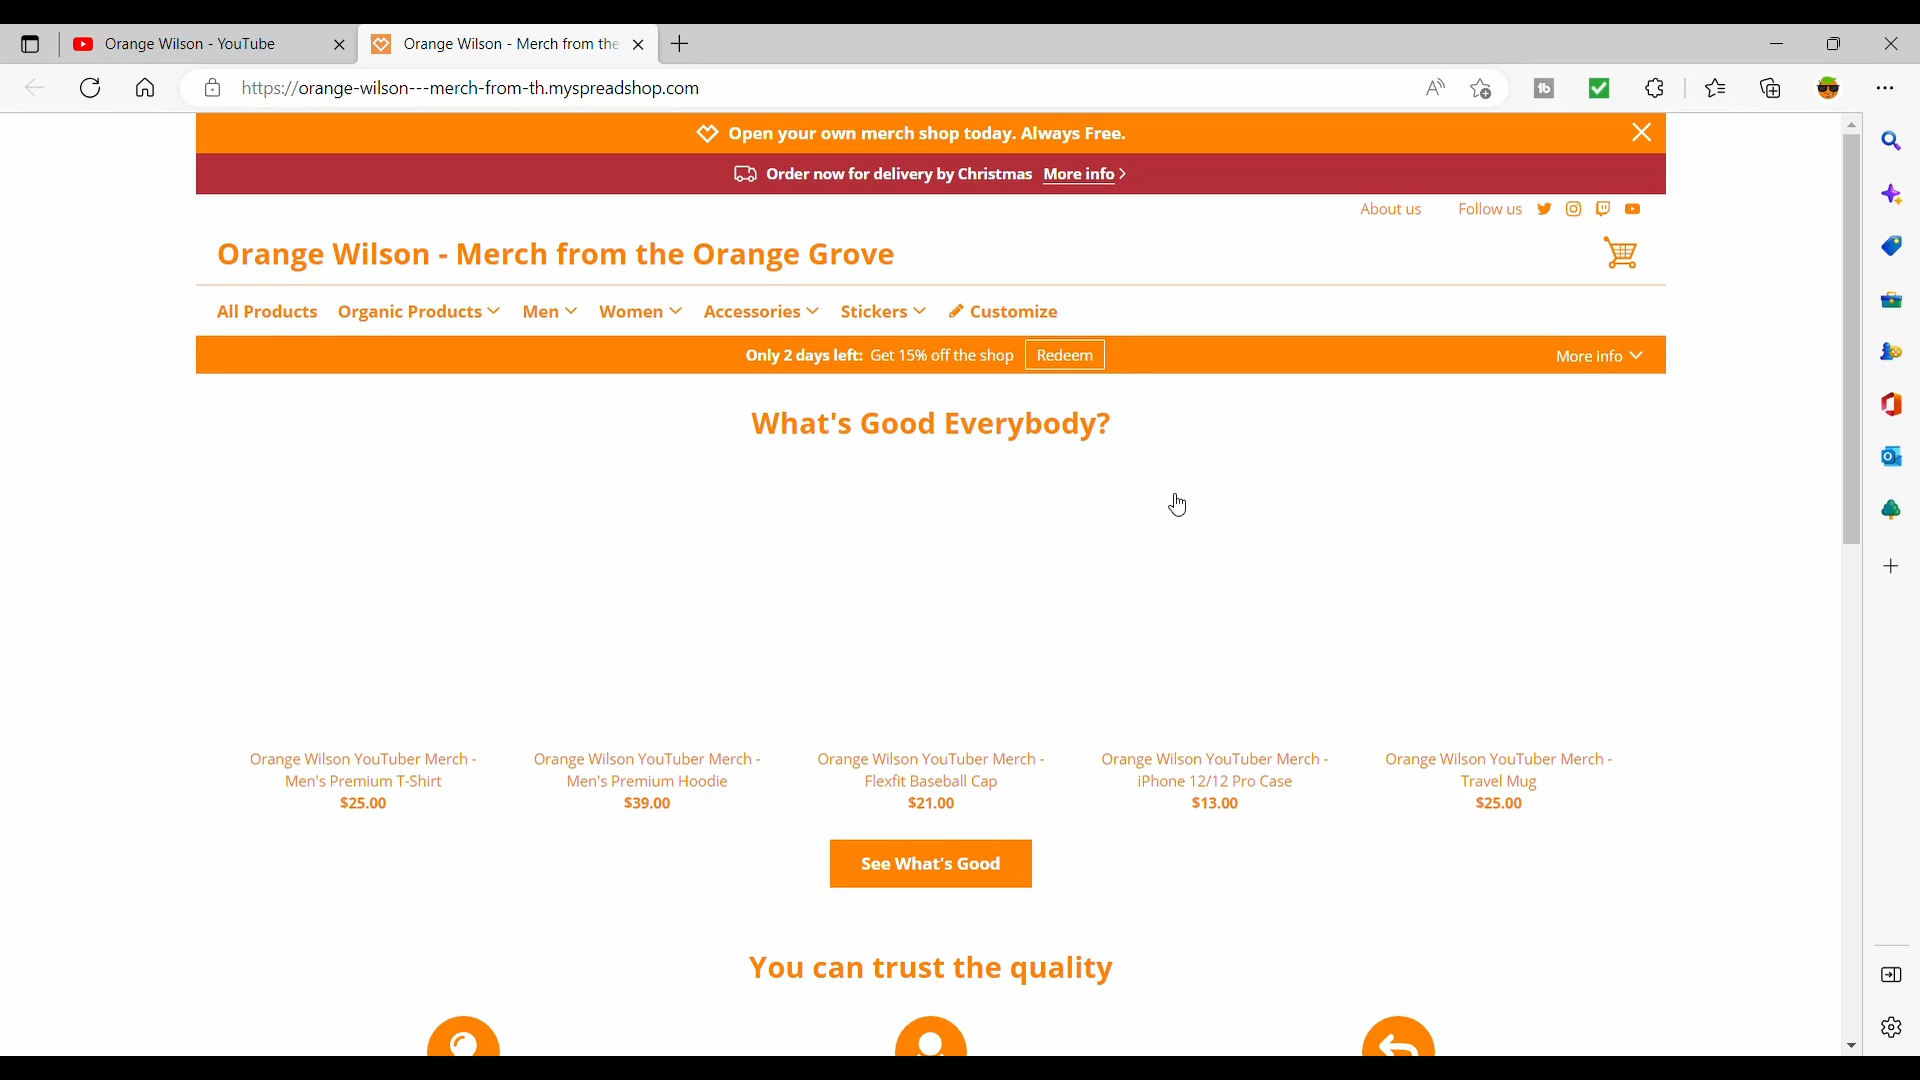 Orange Wilson - YouTube
Orange Wilson - Merch from the
https://orange-wilson---merch-from-th.myspreadshop.com
Open your own merch shop today. Always Free.
Order now for delivery by Christmas More info
About us Follow us
Orange Wilson - Merch from the Orange Grove
All Products Organic Products Men Women Accessories Stickers Customize
Only 2 days left: Get 15% off the shop Redeem More info
What's Good Everybody?
Orange Wilson YouTuber Merch -
Men's Premium T-Shirt
$25.00
Orange Wilson YouTuber Merch -
Men's Premium Hoodie
$39.00
Orange Wilson YouTuber Merch -
Flexfit Baseball Cap
$21.00
Orange Wilson YouTuber Merch -
iPhone 12/12 Pro Case
$13.00
Orange Wilson YouTuber Merch -
Travel Mug
$25.00
See What's Good
You can trust the quality